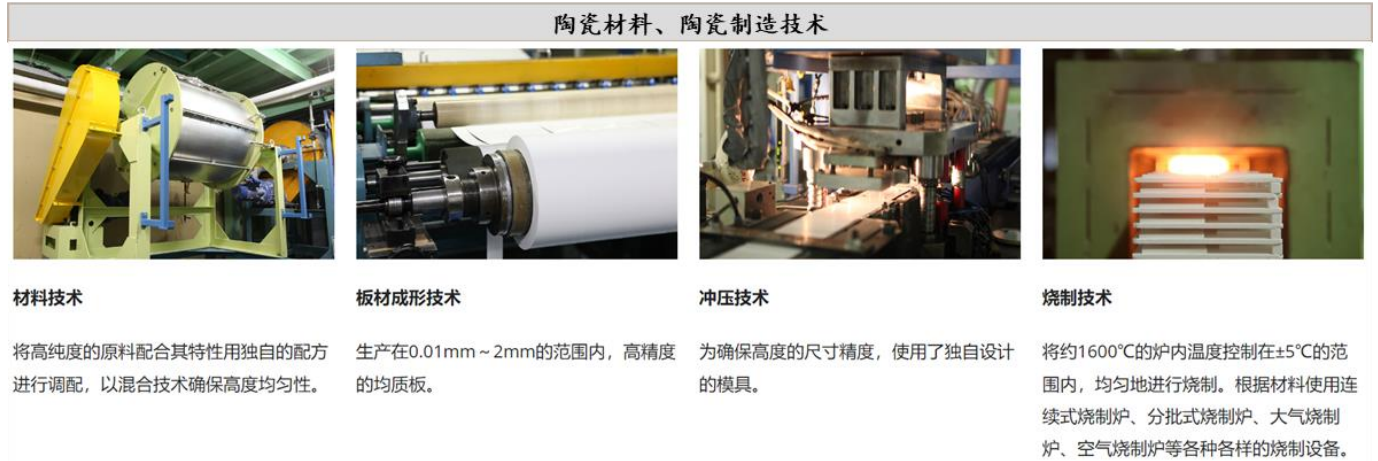 陶瓷材料、陶瓷制造技术
材料技术
将高纯度的原料配合其特性用独自的配方
进行调配，以混合技术确保高度均匀性。
板材成形技术
生产在0.01mm～2mm的范围内，高精度
的均质板。
冲压技术
为确保高度的尺寸精度，使用了独自设计
的模具。
烧制技术
将约1600℃的炉内温度控制在±5℃的范
围内，均匀地进行烧制。根据材料使用连
续式烧制炉、分批式烧制炉、大气烧制
炉、空气烧制炉等各种各样的烧制设备。